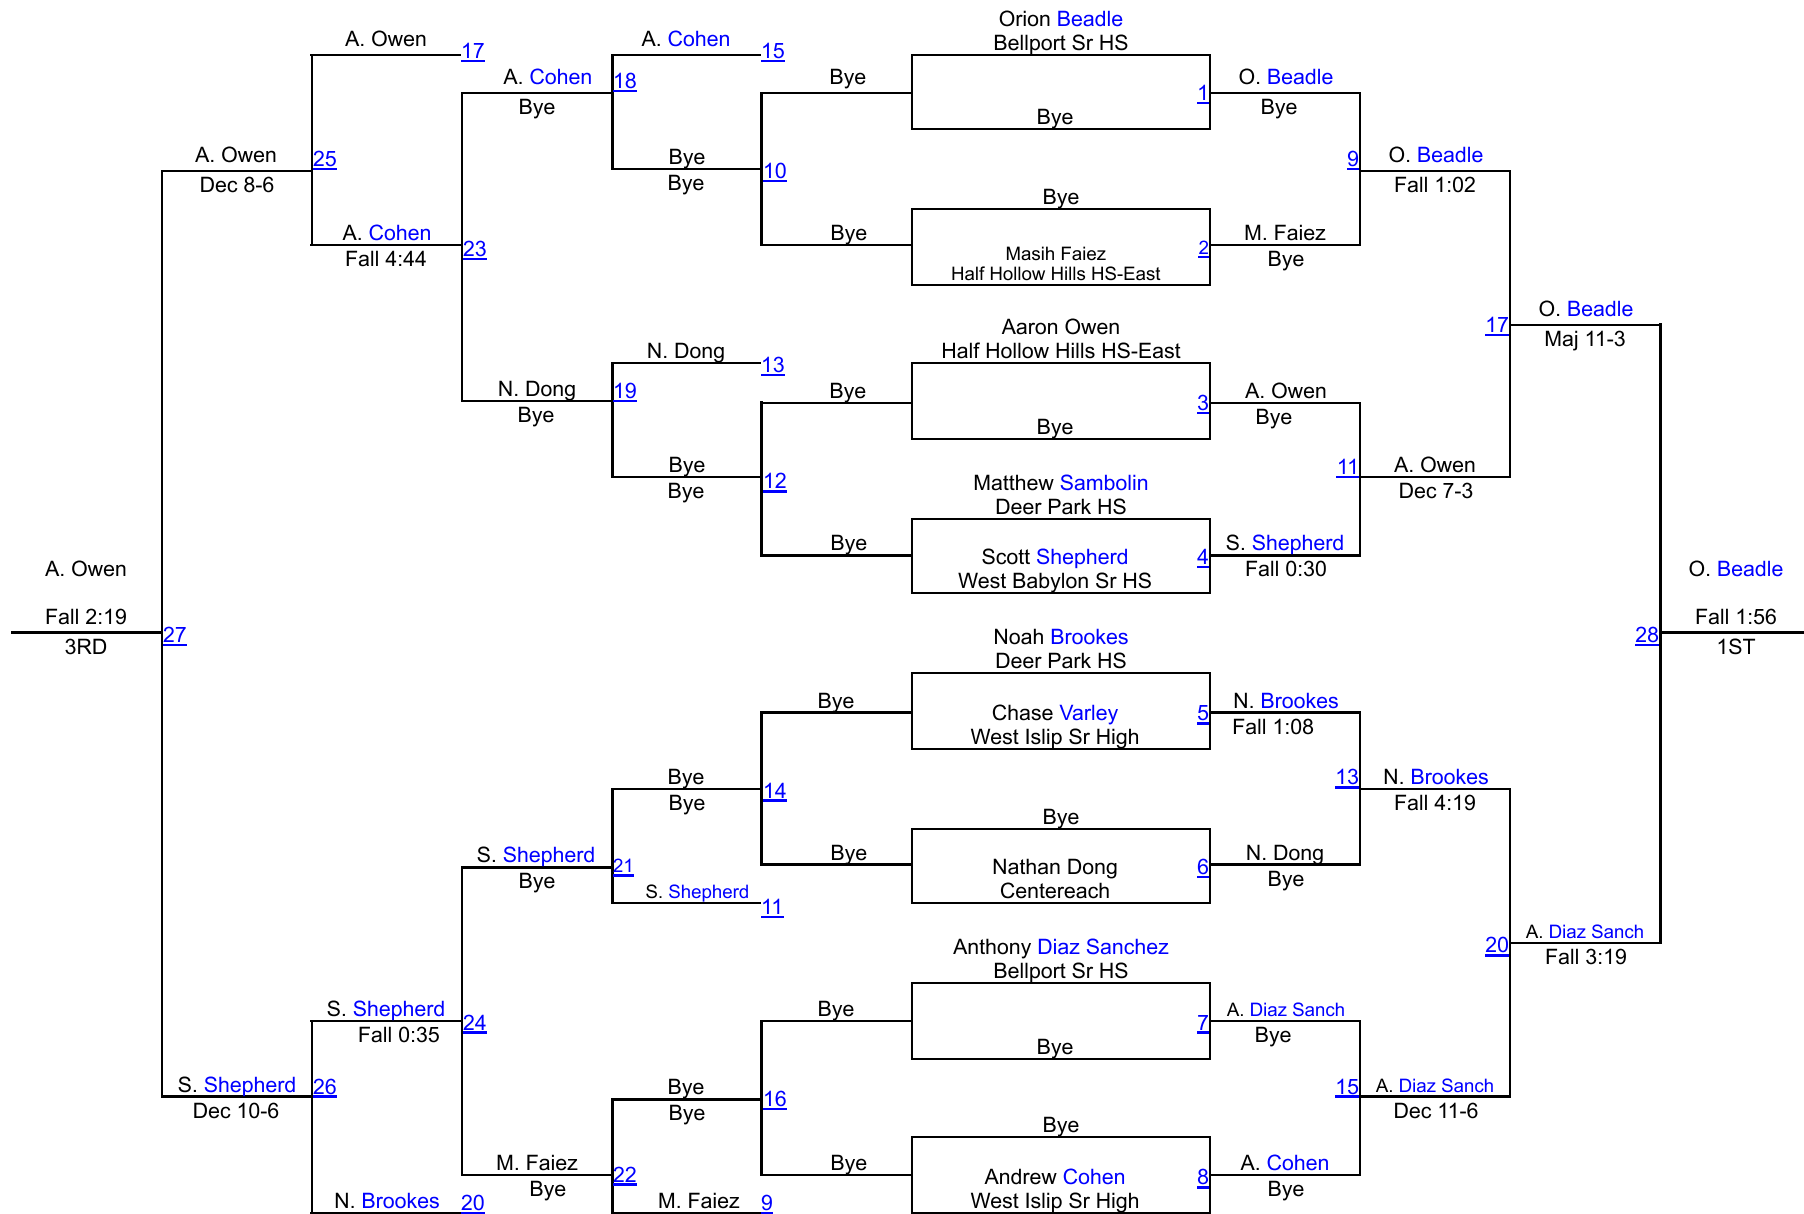 Orion Beadle
A. Owen
A. Cohen
Bellport Sr HS
17
15
A. Cohen
18
Bye
O. Beadle
Bye
1
Bye
Bye
A. Owen
25
Bye
10
9
O. Beadle
Dec 8-6
Bye
Fall 1:02
Bye
A. Cohen
23
Bye
M. Faiez
Fall 4:44
Masih Faiez
2
Bye
Half Hollow Hills HS-East
O. Beadle
17
Maj 11-3
Aaron Owen
N. Dong
13
Half Hollow Hills HS-East
N. Dong
19
Bye
3
A. Owen
Bye
Bye
Bye
Bye
12
11
A. Owen
Bye
Matthew Sambolin
Dec 7-3
Deer Park HS
Bye
Scott Shepherd
4
S. Shepherd
West Babylon Sr HS
Fall 0:30
A. Owen
O. Beadle
Fall 2:19
Fall 1:56
27
28
3RD
1ST
Noah Brookes
Deer Park HS
Bye
Chase Varley
5
N. Brookes
West Islip Sr High
Fall 1:08
Bye
14
13
N. Brookes
Bye
Fall 4:19
Bye
S. Shepherd
21
Bye
Nathan Dong
6
N. Dong
Bye
S. Shepherd
11
Centereach
Bye
Anthony Diaz Sanchez
20
A. Diaz Sanch
Bellport Sr HS
Fall 3:19
S. Shepherd
24
Bye
7
A. Diaz Sanch
Fall 0:35
Bye
Bye
S. Shepherd
26
Bye
16
15
A. Diaz Sanch
Dec 10-6
Bye
Dec 11-6
Bye
M. Faiez
22
Bye
Andrew Cohen
8
A. Cohen
Bye
West Islip Sr High
Bye
N. Brookes
20
M. Faiez
9